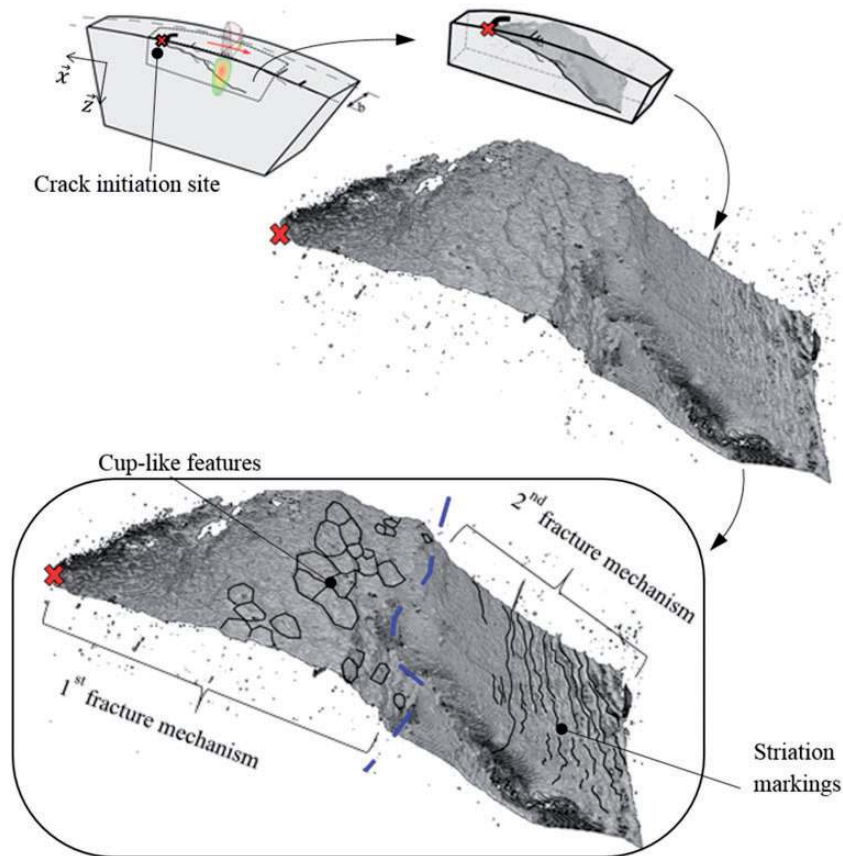 x
z
Crack initiation site
Cup-like features
2nd fracture mechanism
1st fracture mechanism
Striation
markings